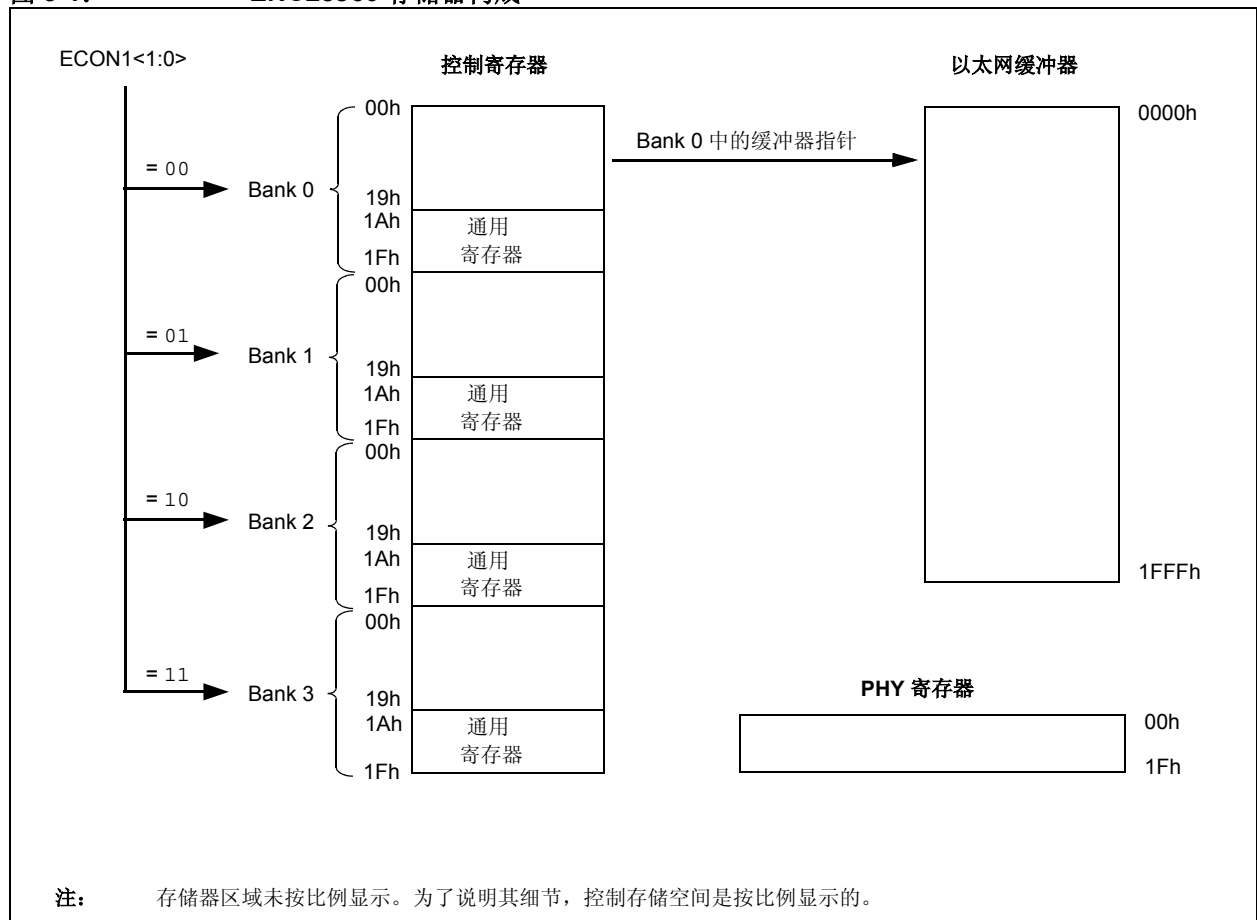 ECON1<1:0>
控制寄存器
以太网缓冲器
= 00
Bank 0
00h
19h
1Ah
1Fh
通用
寄存器
Bank 0 中的缓冲器指针
0000h
1FFFh
= 01
Bank 1
00h
19h
1Ah
1Fh
通用
寄存器
= 10
Bank 2
00h
19h
1Ah
1Fh
通用
寄存器
= 11
Bank 3
00h
19h
1Ah
1Fh
通用
寄存器
PHY 寄存器
00h
1Fh
注： 存储器区域未按比例显示。为了说明其细节，控制存储空间是按比例显示的。